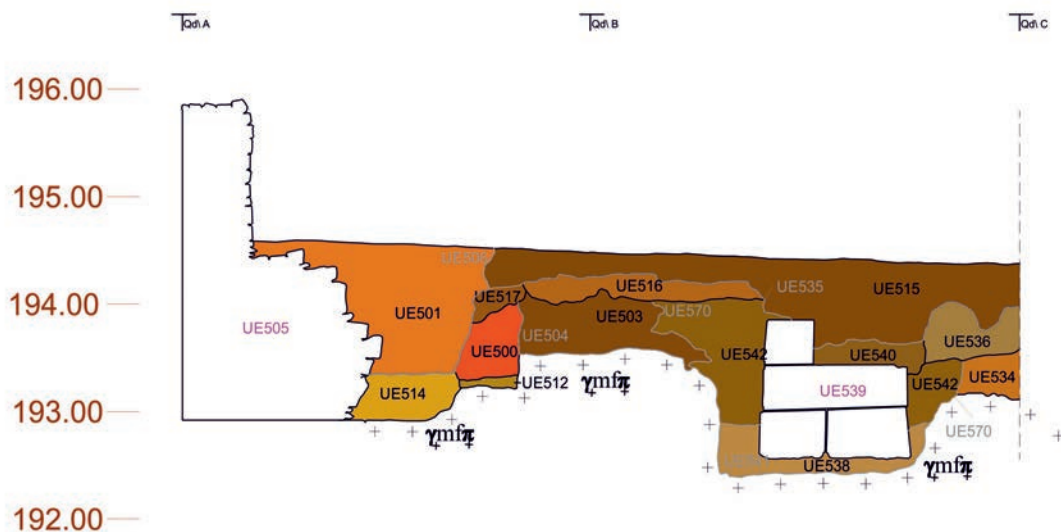 Qd\ A Qd\ B Qd\ C
196.00
195.00
UE508
UE516 UE535 UE515
UE517
194.00
UE501 UE503 UE570
UE505 UE504
UE536
UE500 UE542 UE540
UE512 UE542 UE534
UE514 γmfπ UE539
193.00
γmfπ UE570
UE538 γmfπ
192.00